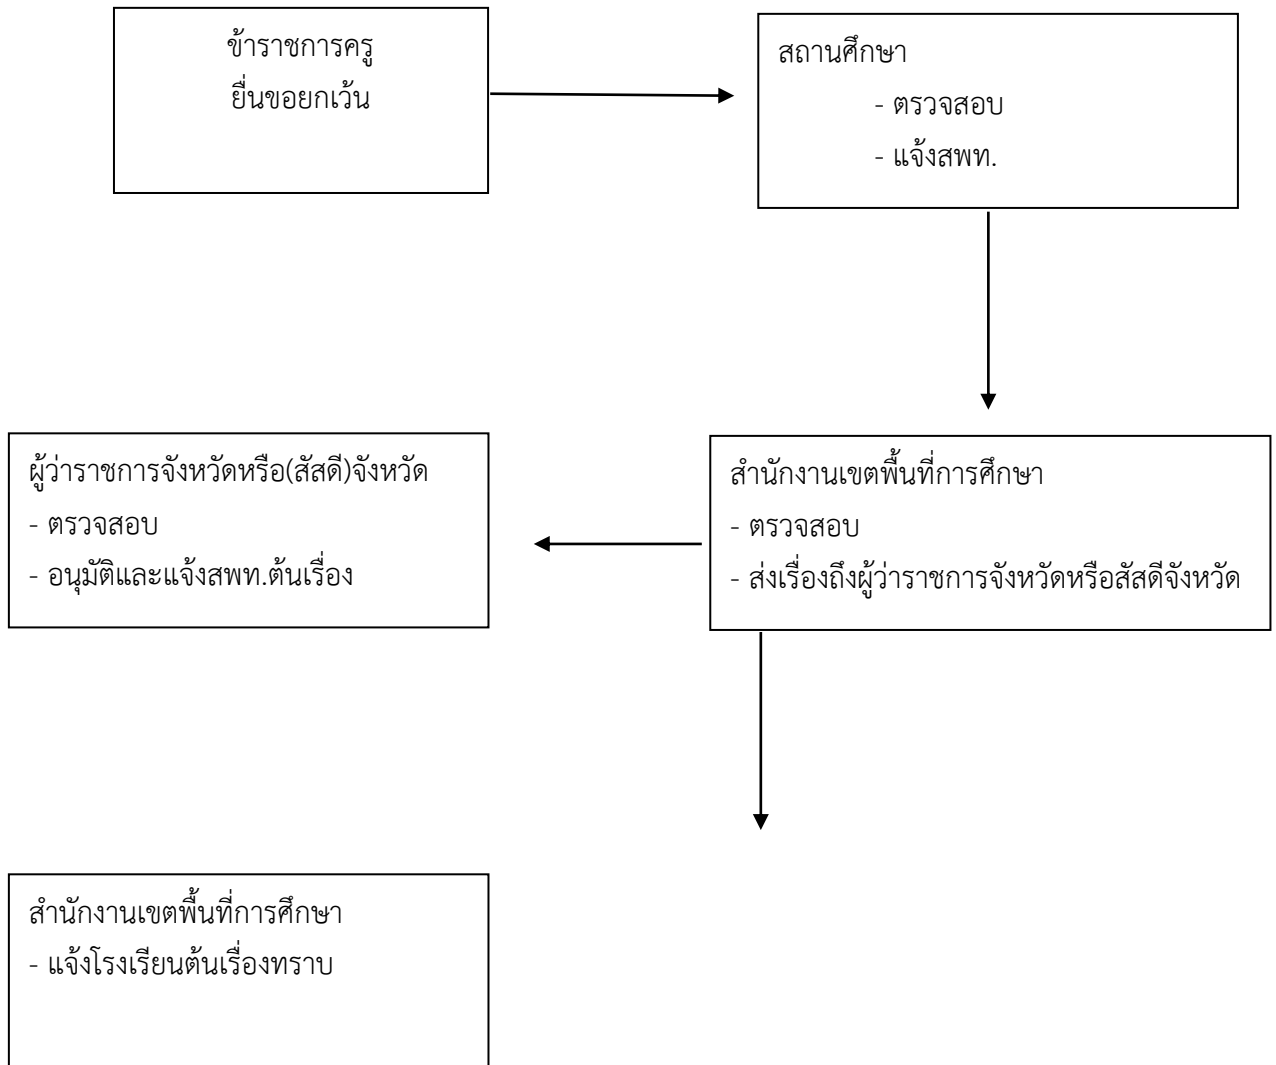 ข้าราชการครู
ยื่นขอยกเว้น
สถานศึกษา
- ตรวจสอบ
- แจ้งสพท.
ผู้ว่าราชการจังหวัดหรือ(สัสดี)จังหวัด
- ตรวจสอบ
- อนุมัติและแจ้งสพท.ต้นเรื่อง
สำนักงานเขตพื้นที่การศึกษา
- ตรวจสอบ
- ส่งเรื่องถึงผู้ว่าราชการจังหวัดหรือสัสดีจังหวัด
สำนักงานเขตพื้นที่การศึกษา
- แจ้งโรงเรียนต้นเรื่องทราบ